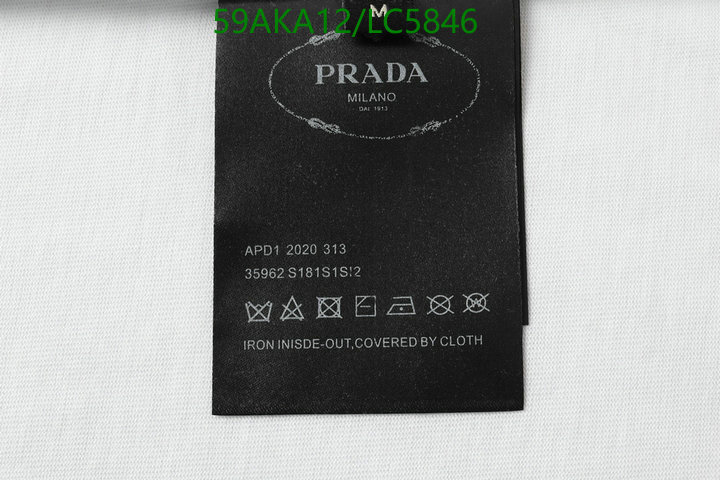 59AKA12/LC5846
M
PRADA
MILANO
DAL 1913
APD1 2020 313
35962 S181S1S!2
IRON INISDE-OUT,COVERED BY CLOTH